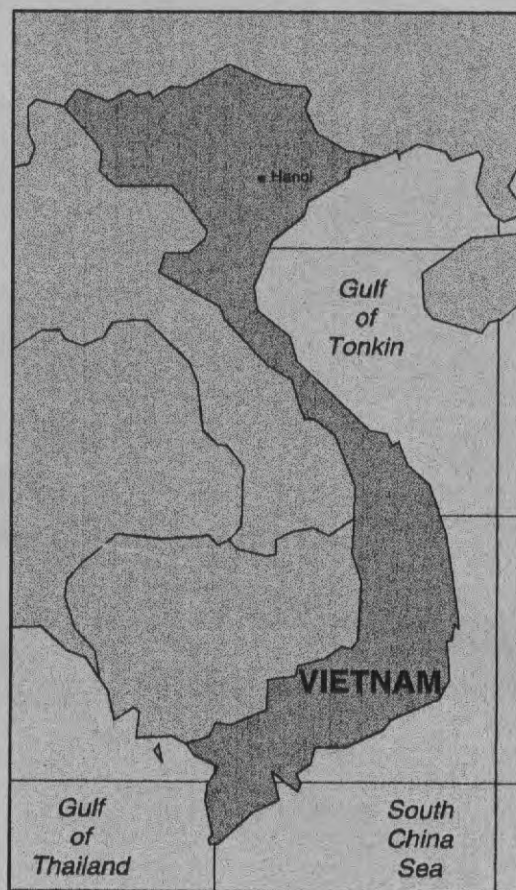 Hanoi
Gulf
of
Tonkin
VIETNAM
Gulf
of
Thailand
South
China
Sea